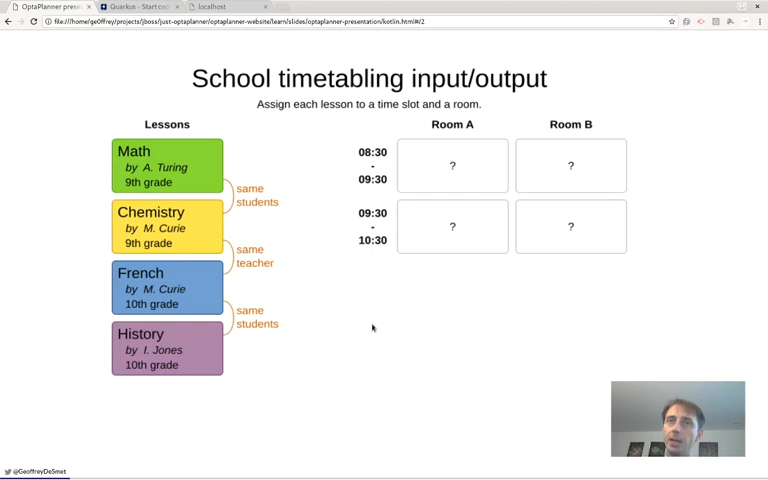 OptaPlanner prese
Quarkus - Start co
localhost
file:///home/ge0ffrey/projects/jboss/just-optaplanner/optaplanner-website/learn/slides/optaplanner-presentation/kotlin.html#/2
School timetabling input/output
Assign each lesson to a time slot and a room.
Lessons
Room A
Room B
Math
by A. Turing
9th grade
Chemistry
by M. Curie
9th grade
French
by M. Curie
10th grade
History
by I. Jones
10th grade
same
students
same
teacher
same
students
08:30
-
09:30
?
?
09:30
-
10:30
?
?
@GeoffreyDeSmet